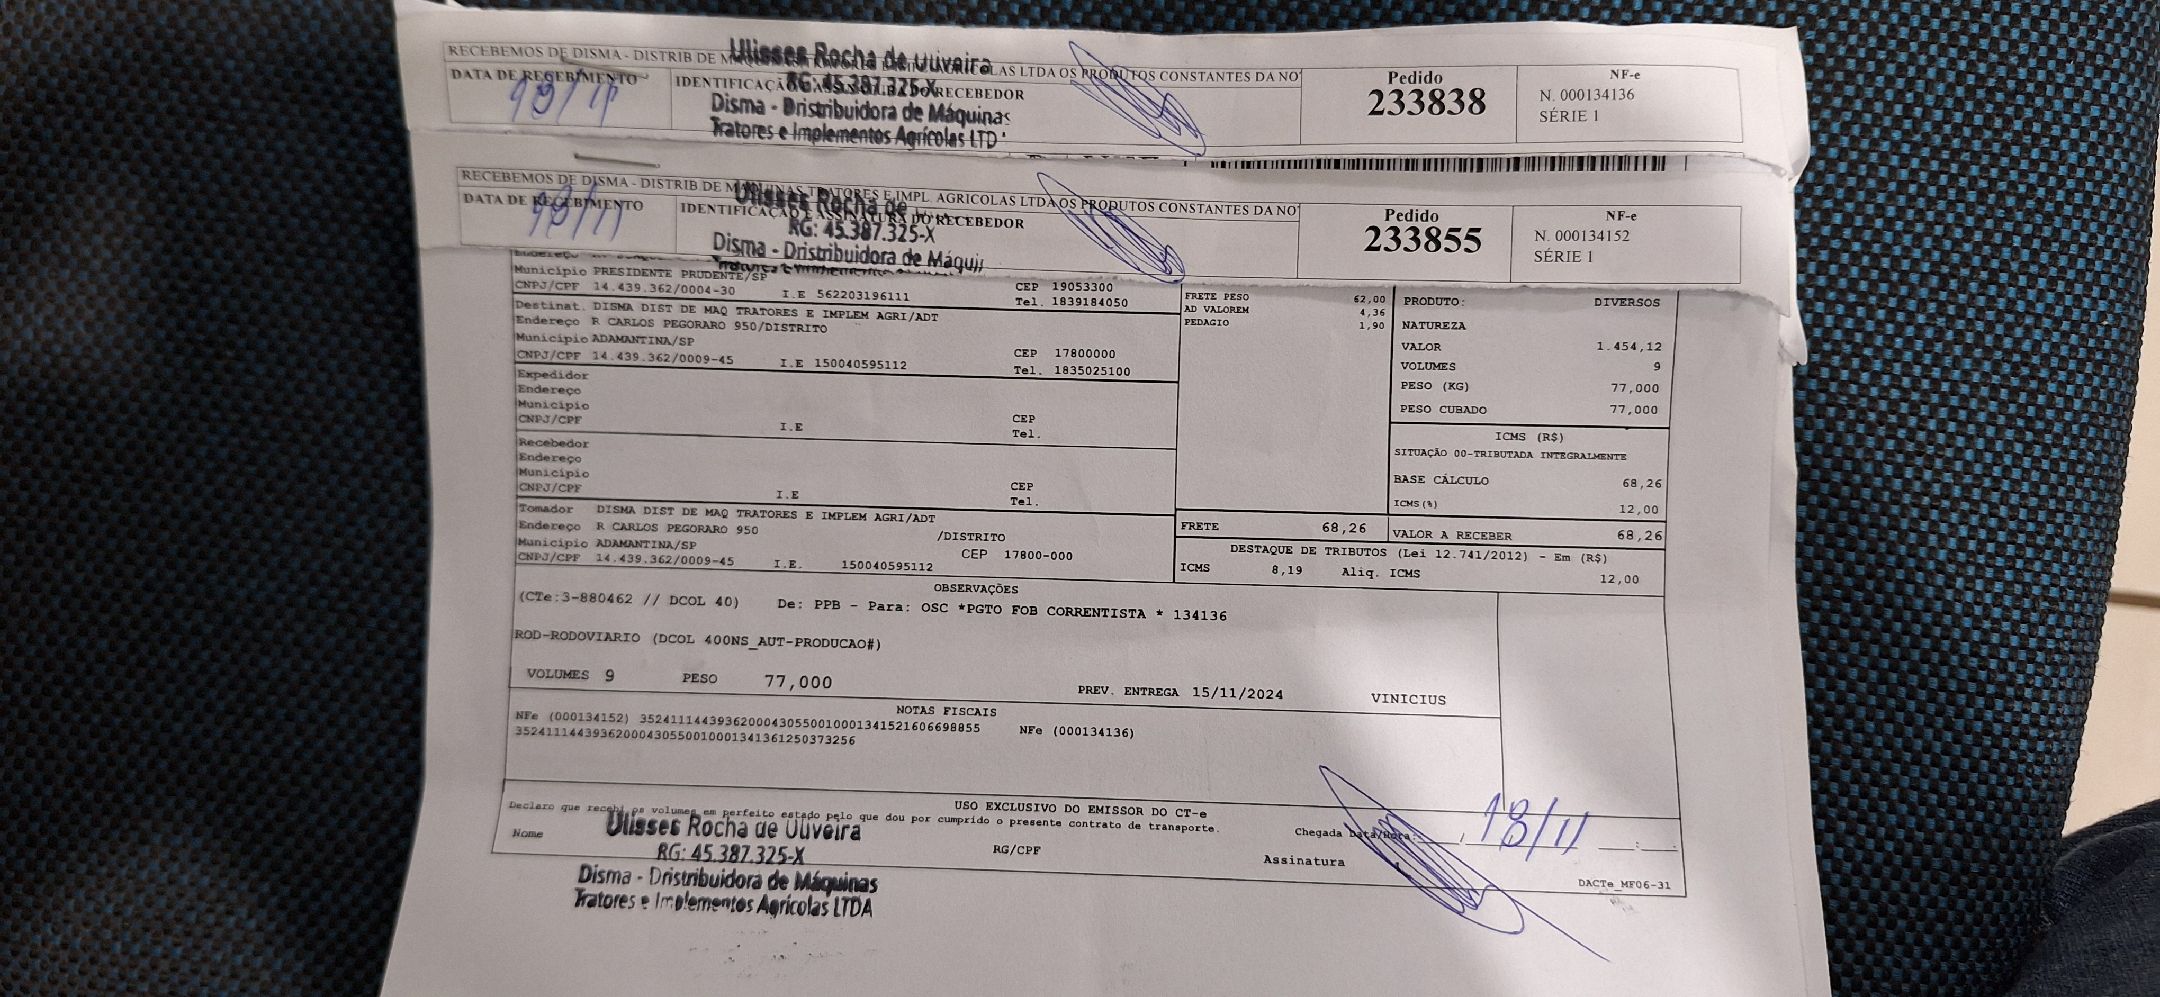 RECEBEMOS DE DISMA - DISTRIB DE MAQUINAS TRATORES E IMPL AGRICOLAS LTDA OS PRODUTOS CONSTANTES DA NO
DATA DE RECEBIMENTO
IDENTIFICAÇÃO E ASSINATURA DO RECEBEDOR
Ulisses Rocha de Oliveira
RG: 45.387.325-X
Disma - Dristribuidora de Máquinas
Tratores e Implementos Agrícolas LTD
Pedido
233838
NF-e
N. 000134136
SÉRIE 1
RECEBEMOS DE DISMA - DISTRIB DE MAQUINAS TRATORES E IMPL AGRICOLAS LTDA OS PRODUTOS CONSTANTES DA NO
DATA DE RECEBIMENTO
IDENTIFICAÇÃO E ASSINATURA DO RECEBEDOR
Ulisses Rocha de
RG: 45.387.325-X
Disma - Dristribuidora de Máqui
Pedido
233855
NF-e
N. 000134152
SÉRIE 1
Município PRESIDENTE PRUDENTE/SP
CNPJ/CPF 14.439.362/0004-30 I.E 562203196111
CEP 19053300
Tel. 1839184050
Destinat. DISMA DIST DE MAQ TRATORES E IMPLEM AGRI/ADT
Endereço R CARLOS PEGORARO 950/DISTRITO
Município ADAMANTINA/SP
CNPJ/CPF 14.439.362/0009-45 I.E 150040595112
CEP 17800000
Tel. 1835025100
Expedidor
Endereço
Município
CNPJ/CPF I.E
CEP
Tel.
Recebedor
Endereço
Município
CNPJ/CPF I.E
CEP
Tel.
Tomador DISMA DIST DE MAQ TRATORES E IMPLEM AGRI/ADT
Endereço R CARLOS PEGORARO 950 /DISTRITO
Município ADAMANTINA/SP CEP 17800-000
CNPJ/CPF 14.439.362/0009-45 I.E. 150040595112
FRETE PESO 62,00
AD VALOREM 4,36
PEDAGIO 1,90
PRODUTO: DIVERSOS
NATUREZA
VALOR 1.454,12
VOLUMES 9
PESO (KG) 77,000
PESO CUBADO 77,000
ICMS (R$)
SITUAÇÃO 00-TRIBUTADA INTEGRALMENTE
BASE CÁLCULO 68,26
ICMS(%) 12,00
FRETE 68,26 VALOR A RECEBER 68,26
DESTAQUE DE TRIBUTOS (Lei 12.741/2012) - Em (R$)
ICMS 8,19 Aliq. ICMS 12,00
OBSERVAÇÕES
(CTe:3-880462 // DCOL 40) De: PPB - Para: OSC *PGTO FOB CORRENTISTA * 134136
ROD-RODOVIARIO (DCOL 400NS_AUT-PRODUCAO#)
VOLUMES 9 PESO 77,000 PREV. ENTREGA 15/11/2024 VINICIUS
NOTAS FISCAIS
NFe (000134152) 35241114439362000430550010001341521606698855 NFe (000134136)
35241114439362000430550010001341361250373256
USO EXCLUSIVO DO EMISSOR DO CT-e
Declaro que recebi os volumes em perfeito estado pelo que dou por cumprido o presente contrato de transporte.
Nome
Ulisses Rocha de Oliveira
RG: 45.387.325-X
Disma - Dristribuidora de Máquinas
Tratores e Implementos Agrícolas LTDA
RG/CPF
Chegada Data/Hora: 18/11
Assinatura
DACTe_MF06-31